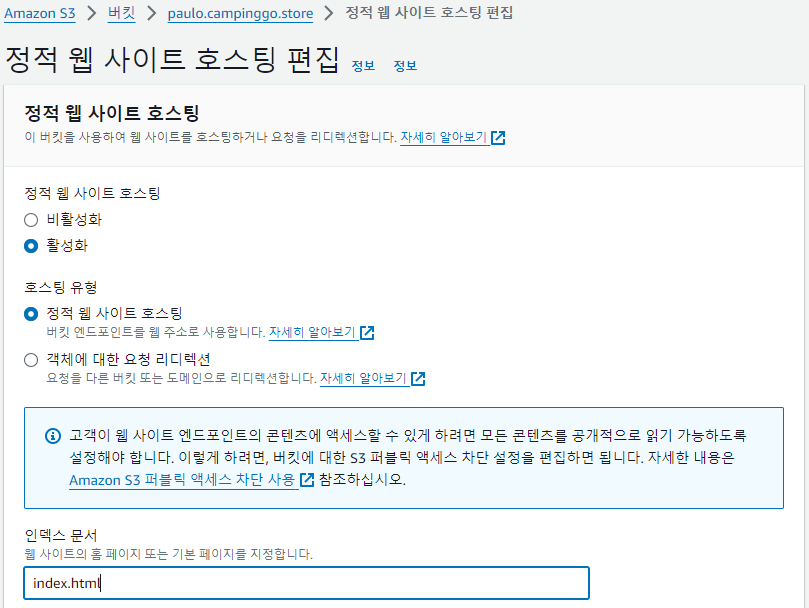 Amazon S3 > 버킷 > paulo.campinggo.store > 정적 웹 사이트 호스팅 편집
정적 웹 사이트 호스팅 편집 정보 정보
정적 웹 사이트 호스팅
이 버킷을 사용하여 웹 사이트를 호스팅하거나 요청을 리디렉션합니다. 자세히 알아보기
정적 웹 사이트 호스팅
비활성화
활성화
호스팅 유형
정적 웹 사이트 호스팅
버킷 엔드포인트를 웹 주소로 사용합니다. 자세히 알아보기
객체에 대한 요청 리디렉션
요청을 다른 버킷 또는 도메인으로 리디렉션합니다. 자세히 알아보기
고객이 웹 사이트 엔드포인트의 콘텐츠에 액세스할 수 있게 하려면 모든 콘텐츠를 공개적으로 읽기 가능하도록
설정해야 합니다. 이렇게 하려면, 버킷에 대한 S3 퍼블릭 액세스 차단 설정을 편집하면 됩니다. 자세한 내용은
Amazon S3 퍼블릭 액세스 차단 사용 참조하십시오.
인덱스 문서
웹 사이트의 홈 페이지 또는 기본 페이지를 지정합니다.
index.html